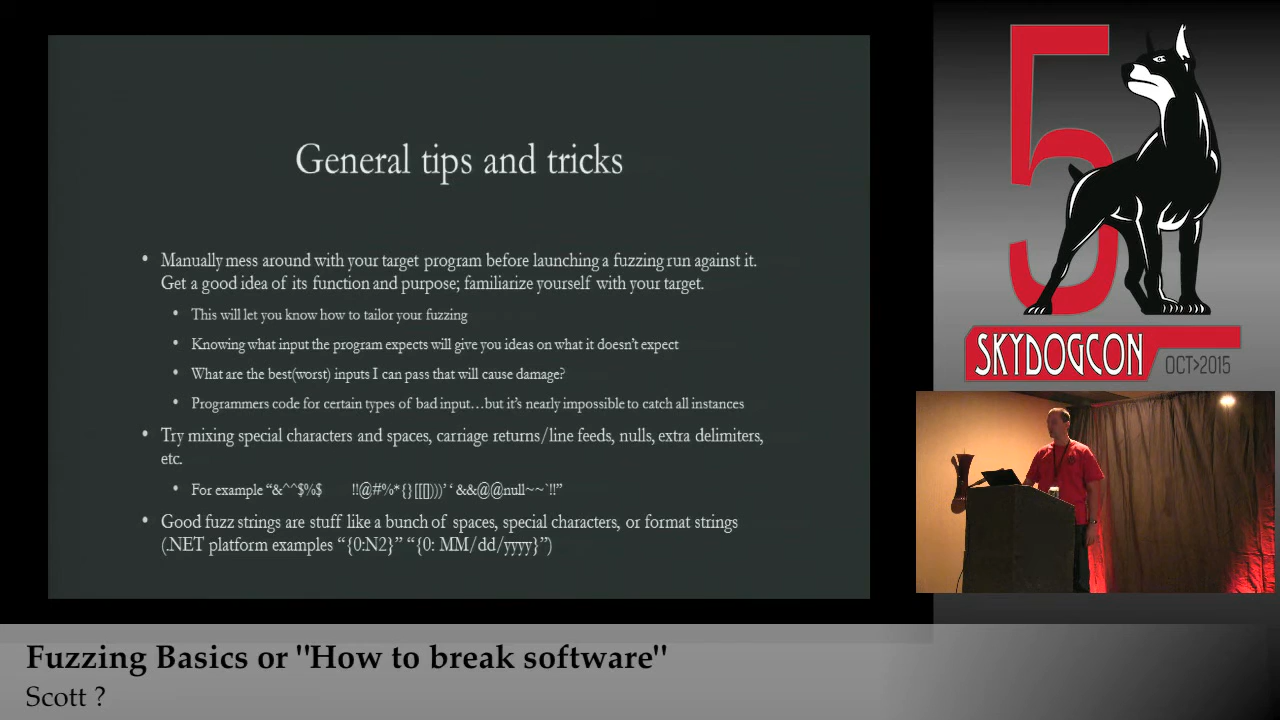 General tips and tricks
• Manually mess around with your target program before launching a fuzzing run against it.
Get a good idea of its function and purpose; familiarize yourself with your target.
• This will let you know how to tailor your fuzzing
• Knowing what input the program expects will give you ideas on what it doesn't expect
• What are the best(worst) inputs I can pass that will cause damage?
• Programmers code for certain types of bad input…but it's nearly impossible to catch all instances
• Try mixing special characters and spaces, carriage returns/line feeds, nulls, extra delimiters,
etc.
• For example “&^^$%$ !!@#%*{}[[[]))))’ ‘ &&@@null~~`!!”
• Good fuzz strings are stuff like a bunch of spaces, special characters, or format strings
(.NET platform examples “{0:N2}” “{0: MM/dd/yyyy}”)
5
SKYDOGCON
OCT>2015
Fuzzing Basics or "How to break software"
Scott ?